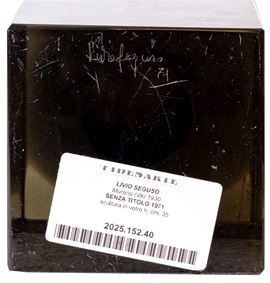 Livio Seguso
71
TIDESAKIE
LIVIO SEGUSO
Murano (Ve) 1930
SENZA TITOLO 1971
scultura in vetro h. cm. 35
2025.152.40